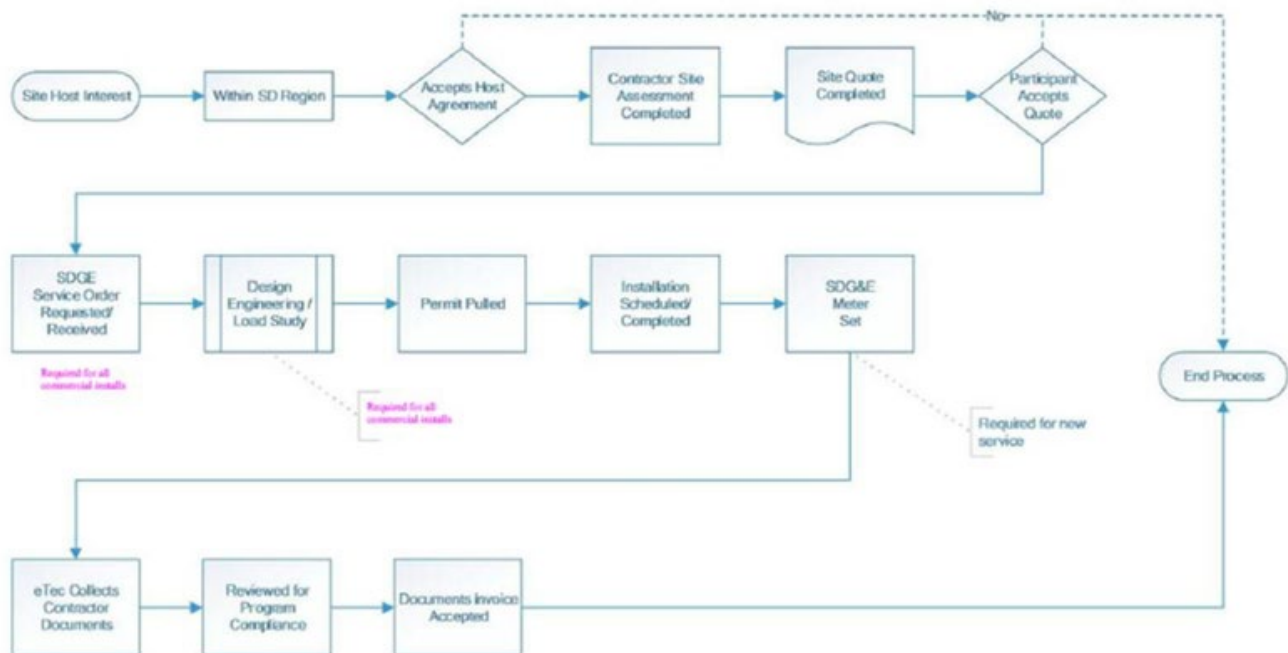 No
Site Host Interest
Within SD Region
Accepts Host
Agreement
Contractor Site
Assessment
Completed
Site Quote
Completed
Participant
Accepts
Quote
SDGE
Service Order
Requested/
Received
Design
Engineering /
Load Study
Permit Pulled
Installation
Scheduled/
Completed
SDG&E
Meter
Set
Required for all
commercial installs
Required for all
commercial installs
Required for new
service
End Process
eTec Collects
Contractor
Documents
Reviewed for
Program
Compliance
Documents Invoice
Accepted